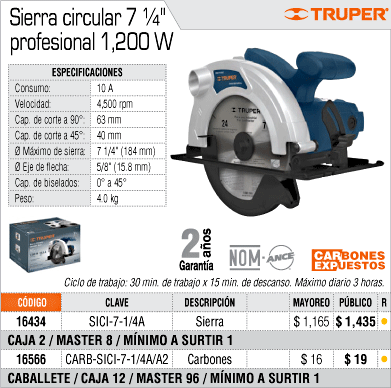 Sierra circular 7 ¼"
profesional 1,200 W
TRUPER
ESPECIFICACIONES
Consumo: 10 A
Velocidad: 4,500 rpm
Cap. de corte a 90°: 63 mm
Cap. de corte a 45°: 40 mm
Ø Máximo de sierra: 7 1/4" (184 mm)
Ø Eje de flecha: 5/8" (15.8 mm)
Cap. de biselados: 0° a 45°
Peso: 4.0 kg
TRUPER
24
7
TRUPER
2 años
Garantía
NOM-ANCE
CARBONES
EXPUESTOS
Ciclo de trabajo: 30 min. de trabajo x 15 min. de descanso. Máximo diario 3 horas.
CÓDIGO CLAVE DESCRIPCIÓN MAYOREO PÚBLICO R
16434 SICI-7-1/4A Sierra $ 1,165 $ 1,435
CAJA 2 / MASTER 8 / MÍNIMO A SURTIR 1
16566 CARB-SICI-7-1/4A/A2 Carbones $ 16 $ 19
CABALLETE / CAJA 12 / MASTER 96 / MÍNIMO A SURTIR 1